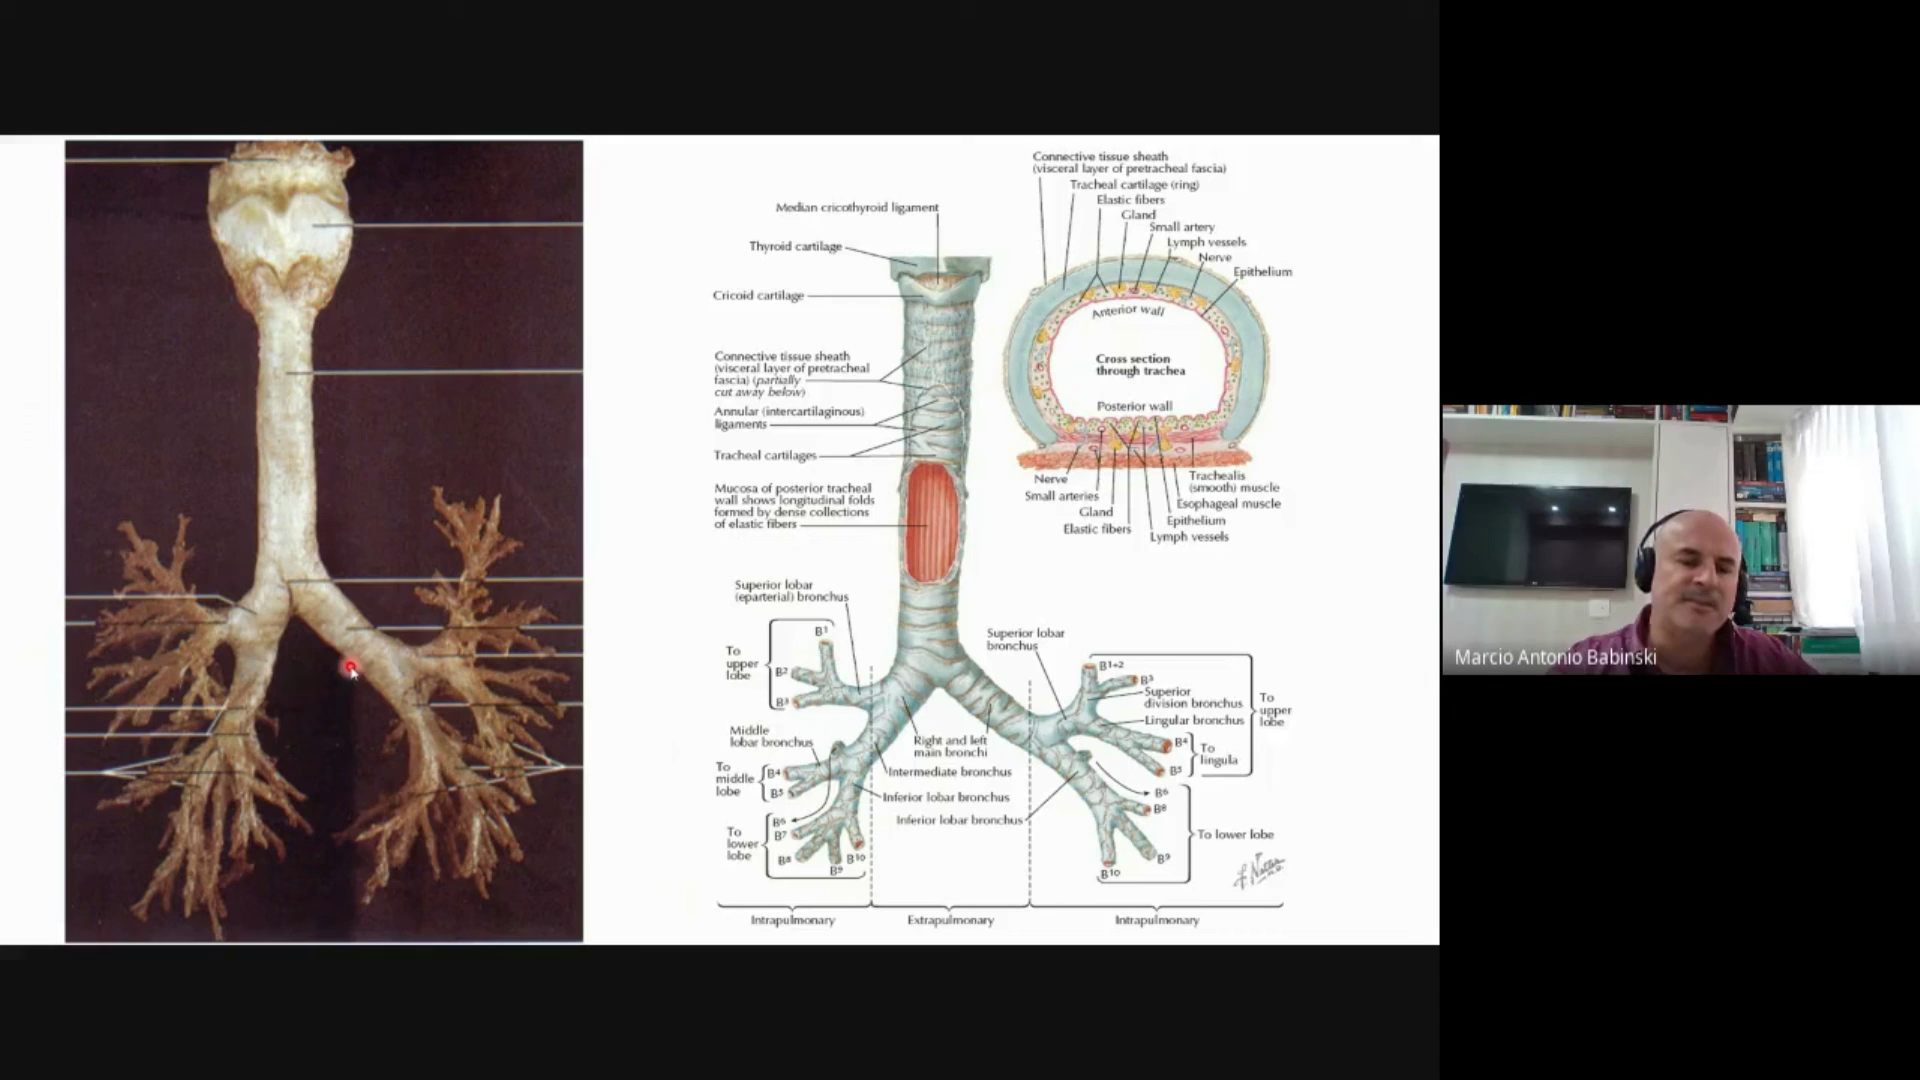 Median cricothyroid ligament
Thyroid cartilage
Cricoid cartilage
Connective tissue sheath
(visceral layer of pretracheal
fascia) (partially
cut away below)
Annular (intercartilaginous)
ligaments
Tracheal cartilages
Mucosa of posterior tracheal
wall shows longitudinal folds
formed by dense collections
of elastic fibers
Connective tissue sheath
(visceral layer of pretracheal fascia)
Tracheal cartilage (ring)
Elastic fibers
Gland
Small artery
Lymph vessels
Nerve
Epithelium
Anterior wall
Cross section
through trachea
Posterior wall
Nerve
Small arteries
Gland
Elastic fibers
Trachealis
(smooth) muscle
Esophageal muscle
Epithelium
Lymph vessels
Superior lobar
(eparterial) bronchus
To
upper
lobe
B1
B2
B3
Middle
lobar bronchus
To
middle
lobe
B4
B5
To
lower
lobe
B6
B7
B8
B9
B10
Right and left
main bronchi
Intermediate bronchus
Inferior lobar bronchus
Inferior lobar bronchus
Superior lobar
bronchus
B1+2
B3
Superior
division bronchus
Lingular bronchus
To
upper
lobe
B4
B5
To
lingula
B6
B8
B9
B10
To lower lobe
F. Netter
Intrapulmonary
Extrapulmonary
Intrapulmonary
Marcio Antonio Babinski